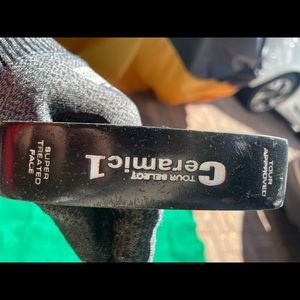 SUPER
TREATED
FACE
TOUR SELECT
Ceramic1
TOUR
APPROVED